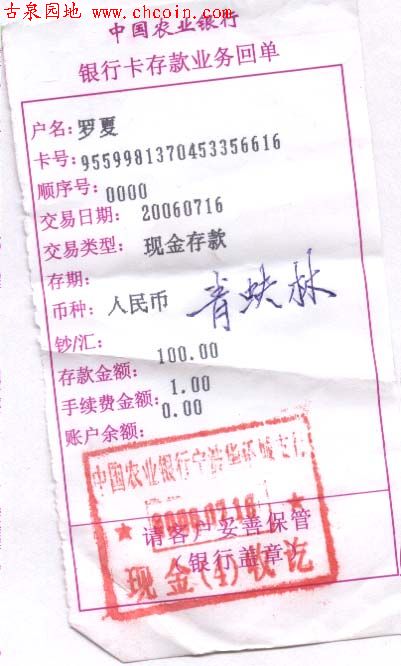 古泉园地 www.chcoin.com
中国农业银行
银行卡存款业务回单
户名: 罗夏
卡号: 9559981370453356616
顺序号: 0000
交易日期: 20060716
交易类型: 现金存款
存期:
币种: 人民币
青蚨林
钞/汇:
存款金额: 100.00
手续费金额: 1.00
账户余额: 0.00
中国农业银行
20060716
请客户妥善保管
(银行盖章)
现金(4)收讫